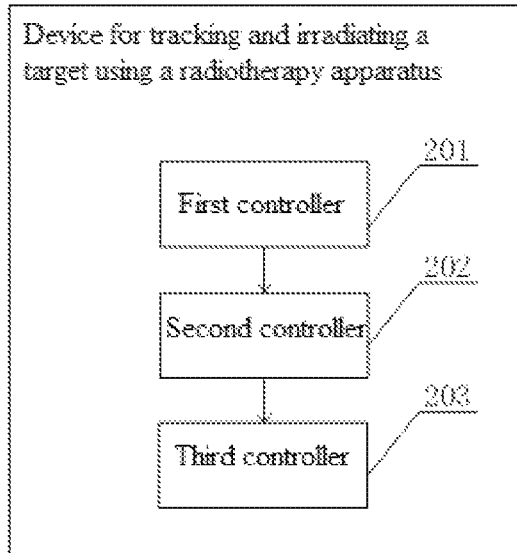 Device for tracking and irradiating a
target using a radiotherapy apparatus
201
First controller
202
Second controller
203
Third controller